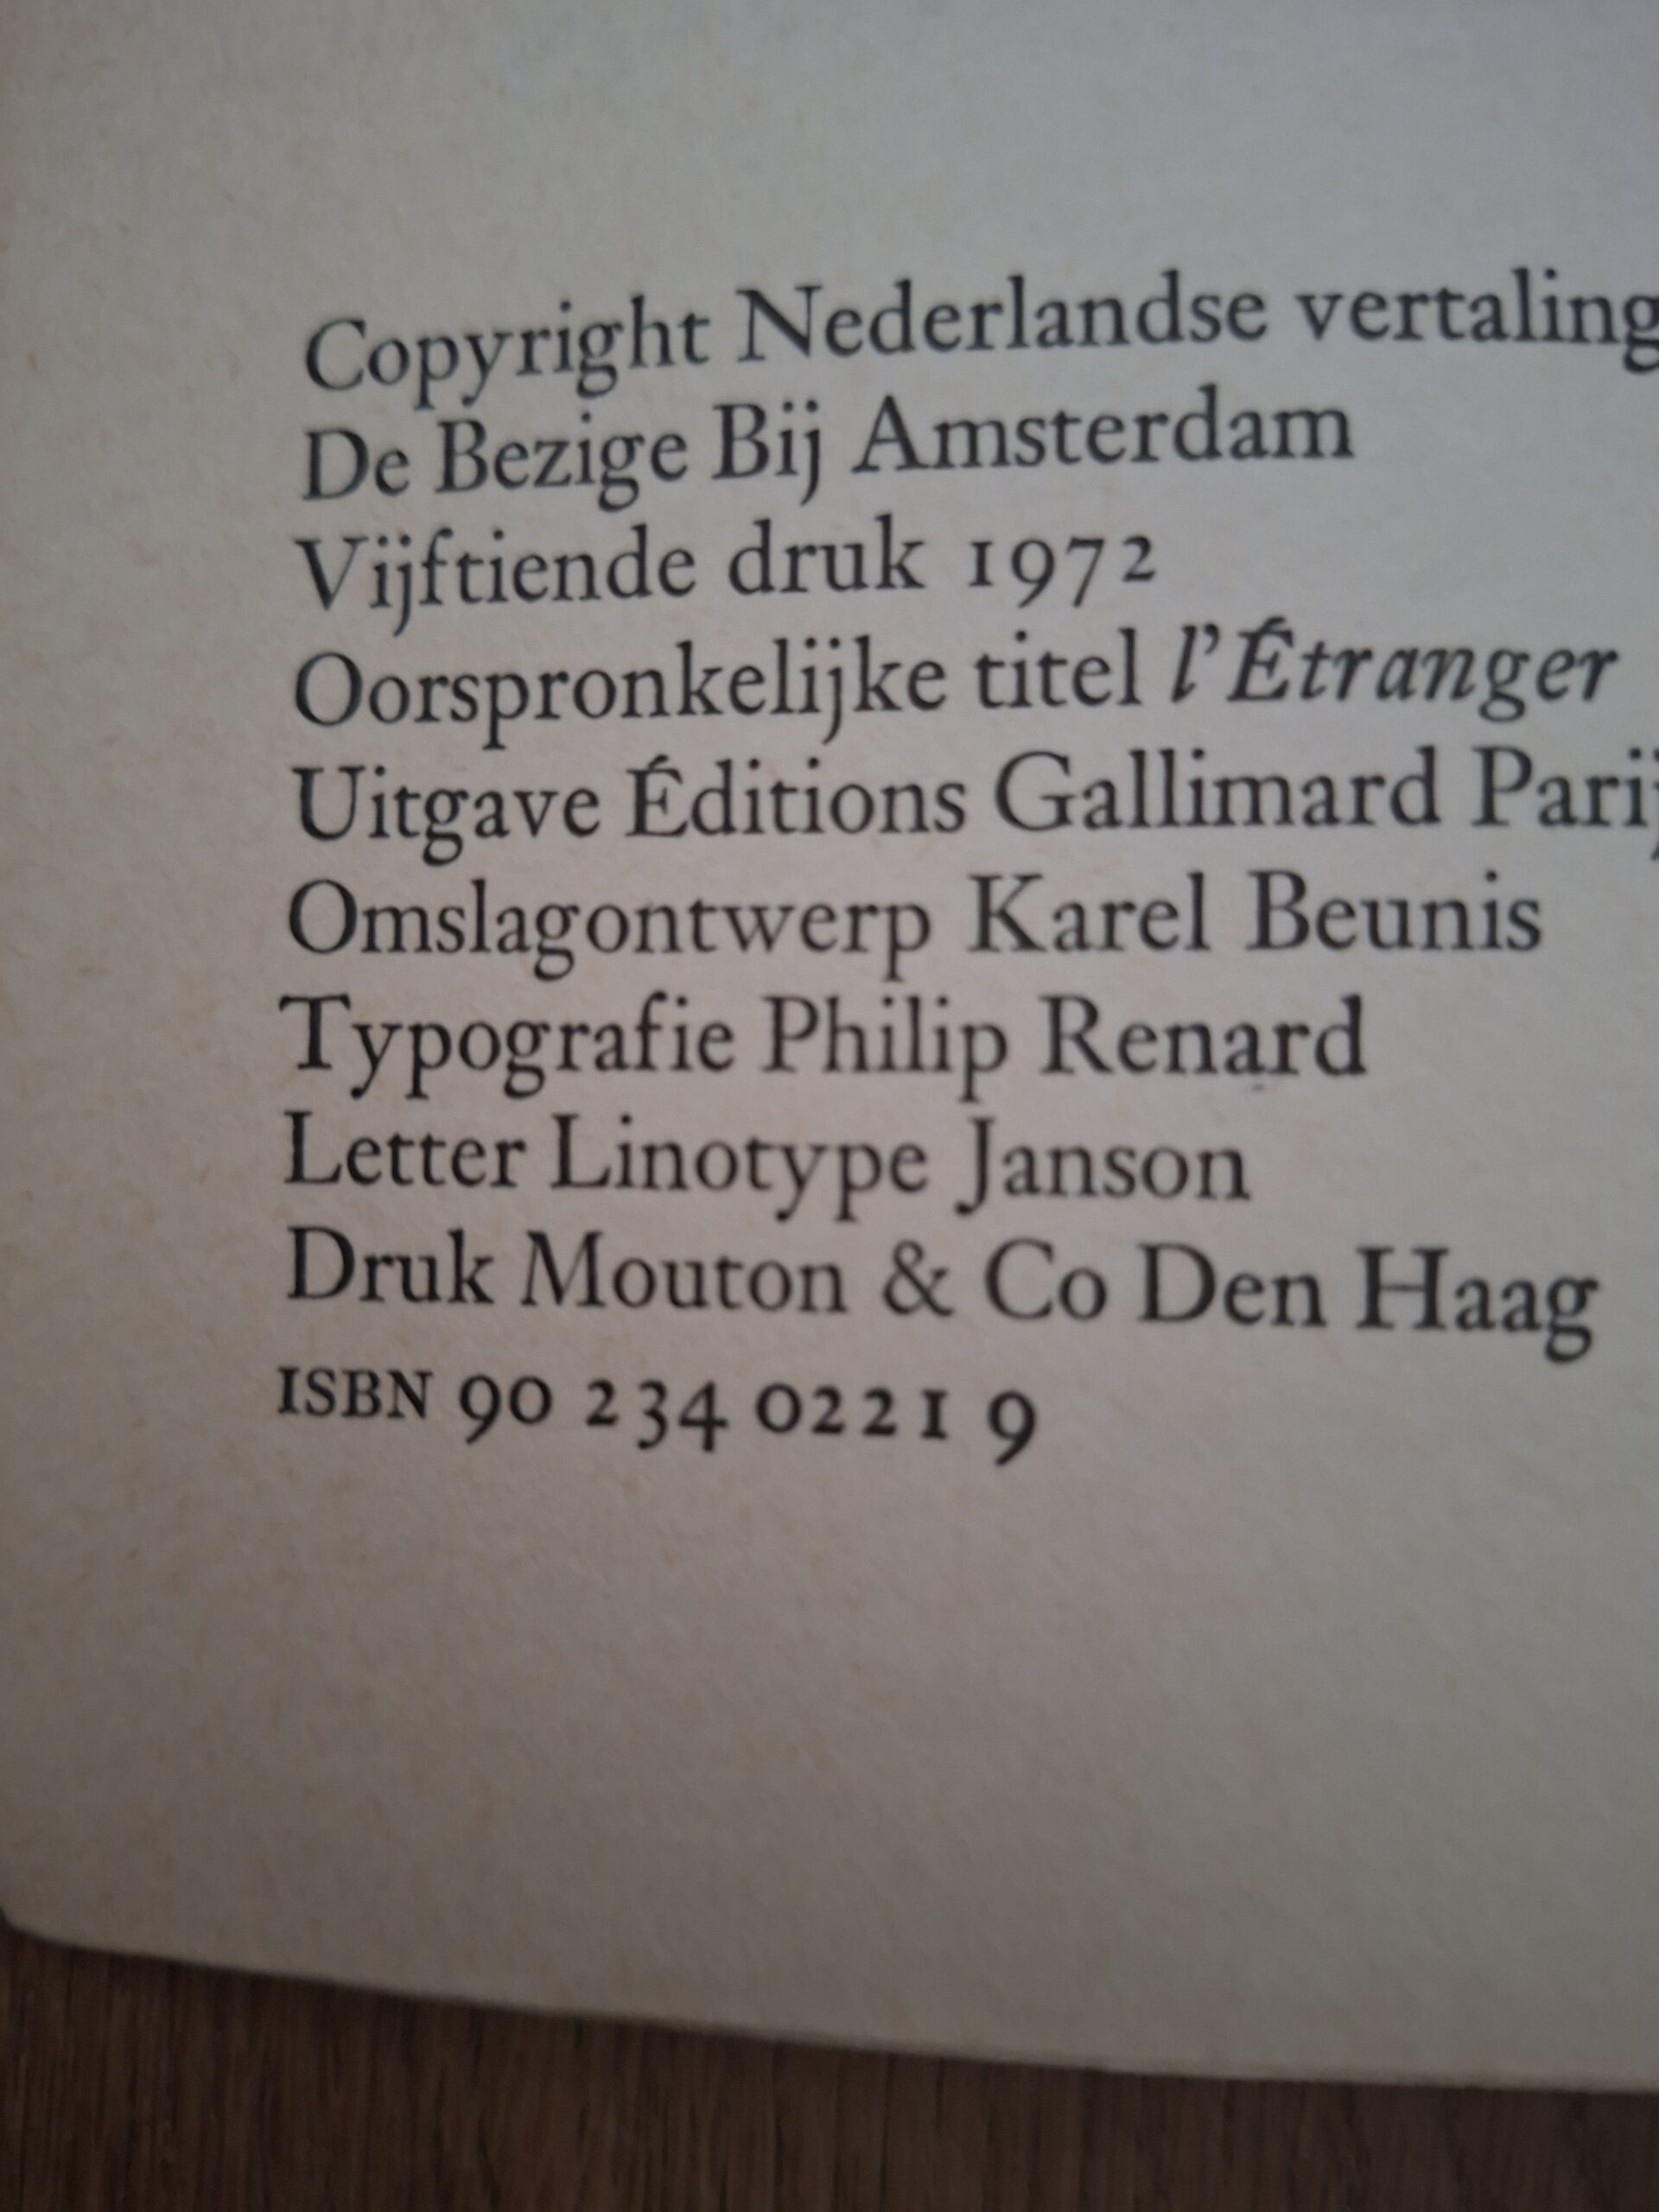 Copyright Nederlandse vertaling
De Bezige Bij Amsterdam
Vijftiende druk 1972
Oorspronkelijke titel l'Étranger
Uitgave Éditions Gallimard
Omslagontwerp Karel Beunis
Typografie Philip Renard
Letter Linotype Janson
Druk Mouton & Co Den Haag
ISBN 90 234 0221 9